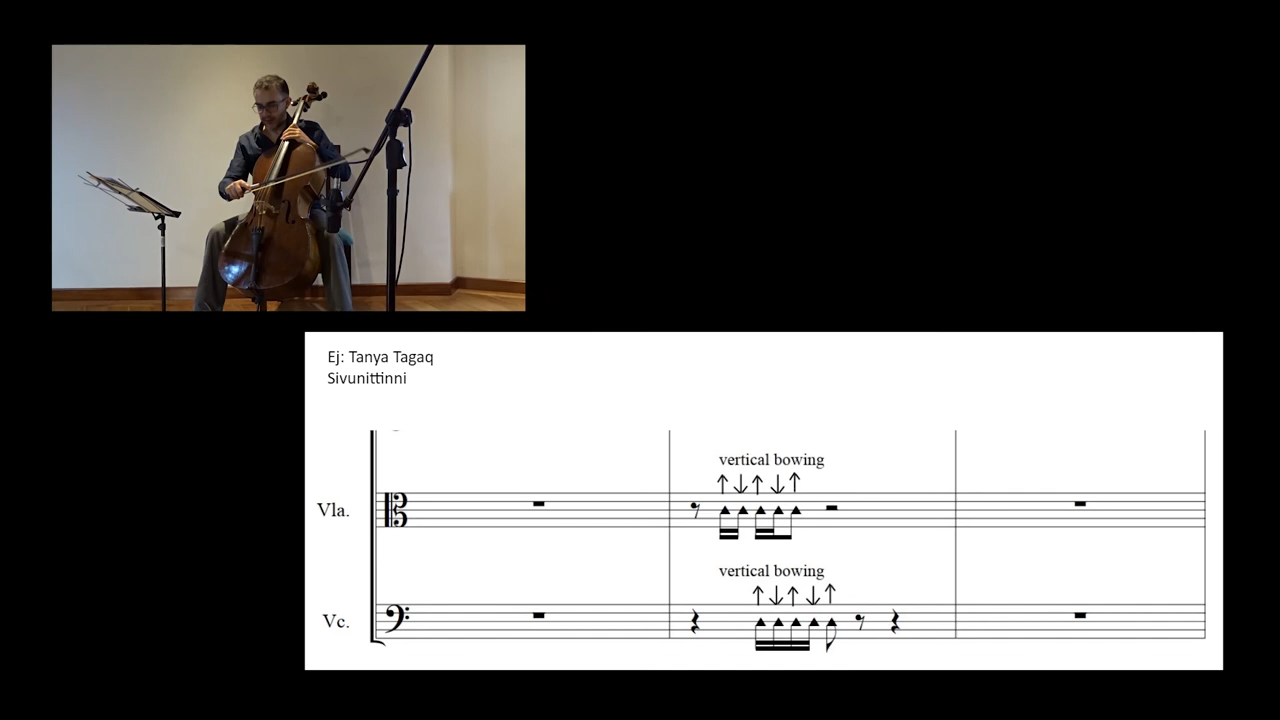 Ej: Tanya Tagaq
Sivunittinni
vertical bowing
Vla.
vertical bowing
Vc.